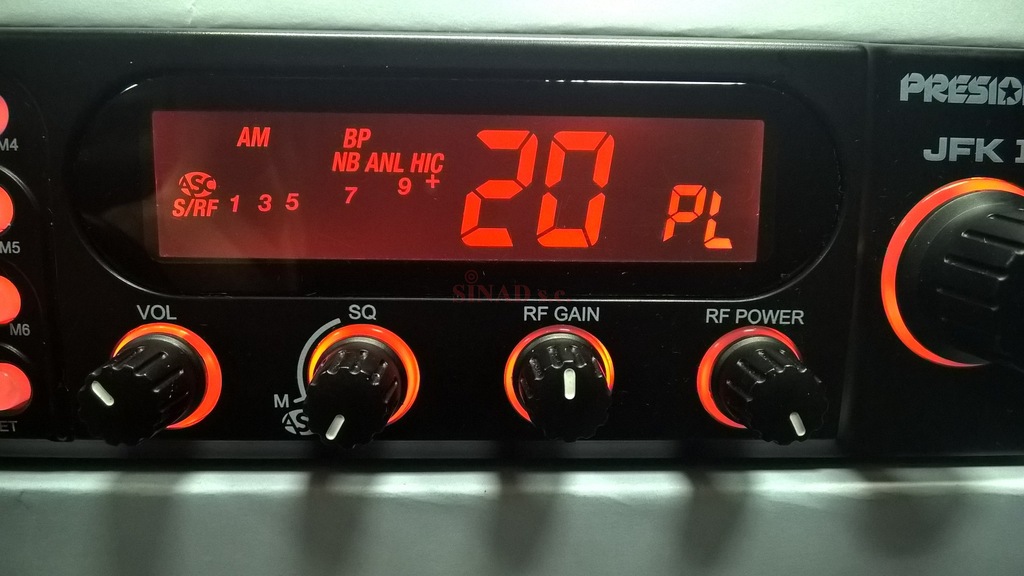 PRESID
JFK I
M4
M5
M6
ET
AM BP
NB ANL HIC
ASC
S/RF 1 3 5 7 9 +
20 PL
©
SINAD s.c.
VOL
SQ
RF GAIN
RF POWER
M
ASC